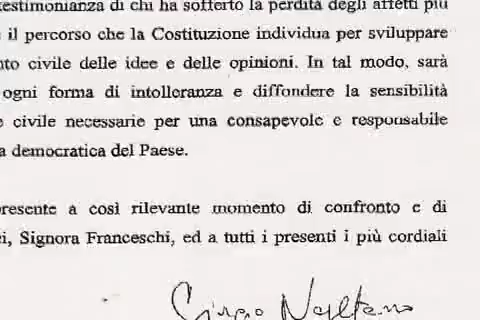 testimonianza di chi ha sofferto la perdita degli affetti più
il percorso che la Costituzione individua per sviluppare
nto civile delle idee e delle opinioni. In tal modo, sarà
ogni forma di intolleranza e diffondere la sensibilità
e civile necessarie per una consapevole e responsabile
a democratica del Paese.
presente a così rilevante momento di confronto e di
ei, Signora Franceschi, ed a tutti i presenti i più cordiali
Giorgio Napolitano